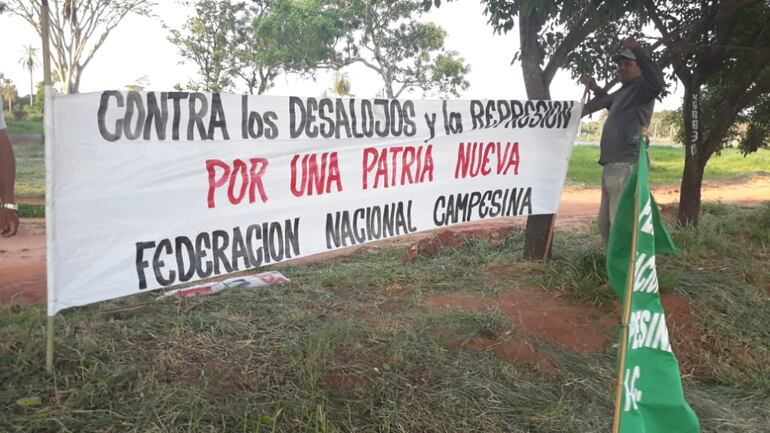 CONTRA los DESALOJOS y la REPRESION
POR UNA PATRIA NUEVA
FEDERACION NACIONAL CAMPESINA